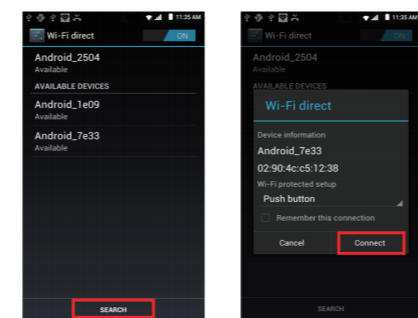 11:35 AM
Wi-Fi direct
ON
Android_2504
Available
AVAILABLE DEVICES
Android_1e09
Available
Android_7e33
Available
SEARCH
11:35 AM
Wi-Fi direct
ON
Android_2504
Available
AVAILABLE DEVICES
Wi-Fi direct
Device information
Android_7e33
02:90:4c:c5:12:38
Wi-Fi protected setup
Push button
Remember this connection
Cancel
Connect
SEARCH